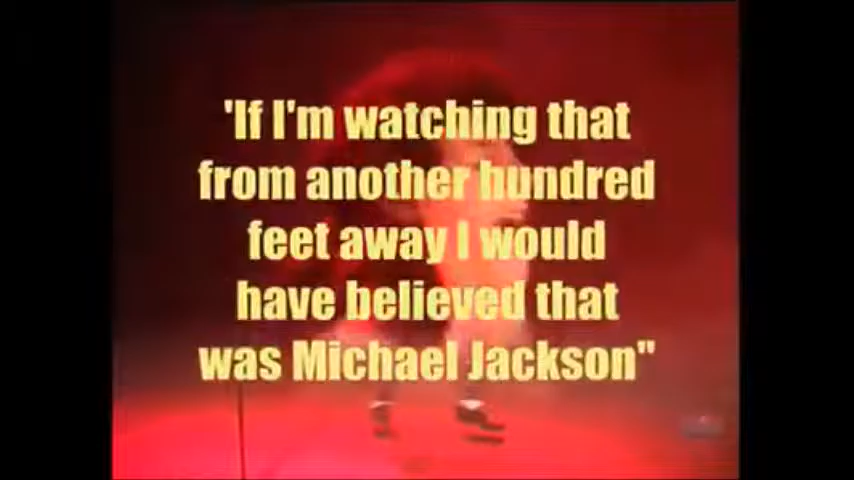 'If I'm watching that
from another hundred
feet away I would
have believed that
was Michael Jackson"